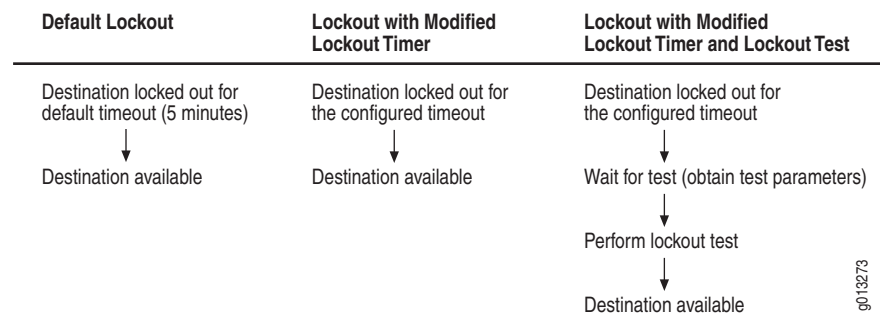 Default Lockout
Lockout with Modified
Lockout Timer
Lockout with Modified
Lockout Timer and Lockout Test
Destination locked out for
default timeout (5 minutes)
Destination available
Destination locked out for
the configured timeout
Destination available
Destination locked out for
the configured timeout
Wait for test (obtain test parameters)
Perform lockout test
Destination available
g013273